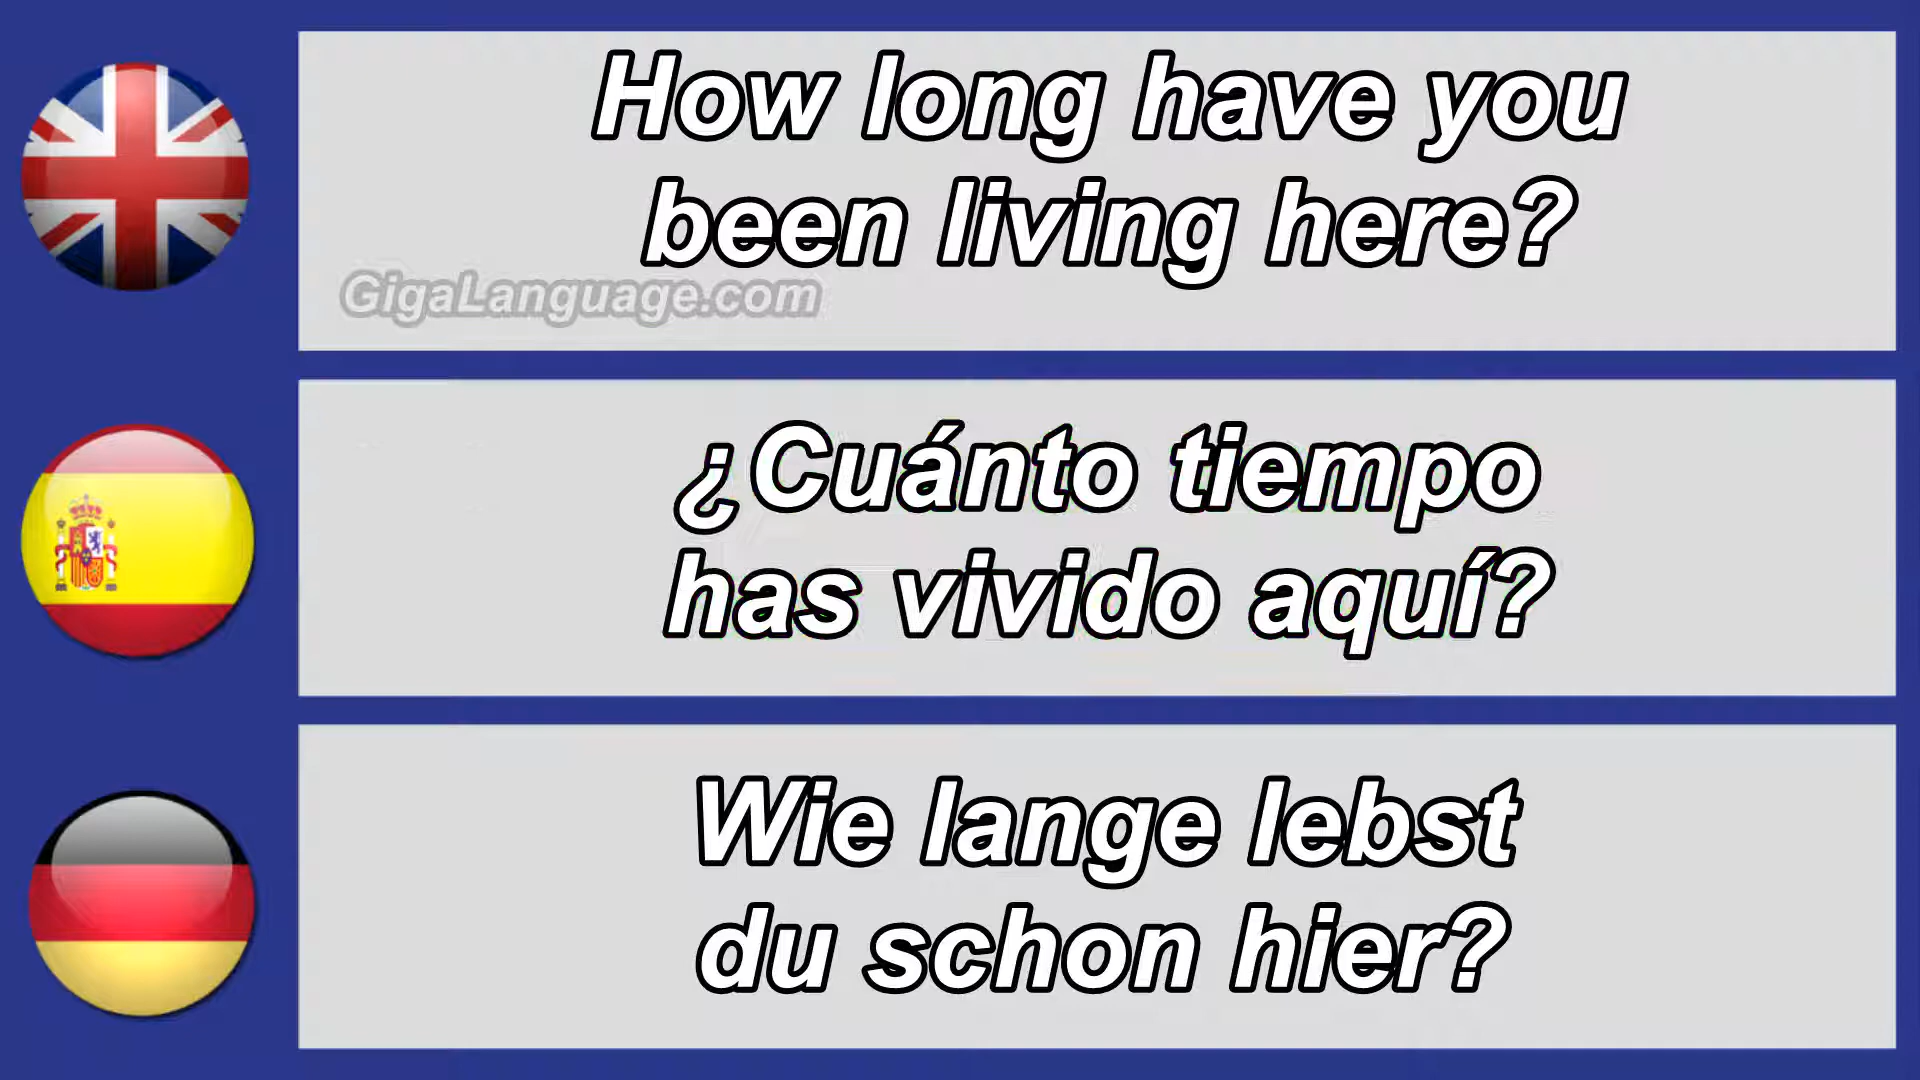 How long have you
been living here?
GigaLanguage.com
¿Cuánto tiempo
has vivido aquí?
Wie lange lebst
du schon hier?